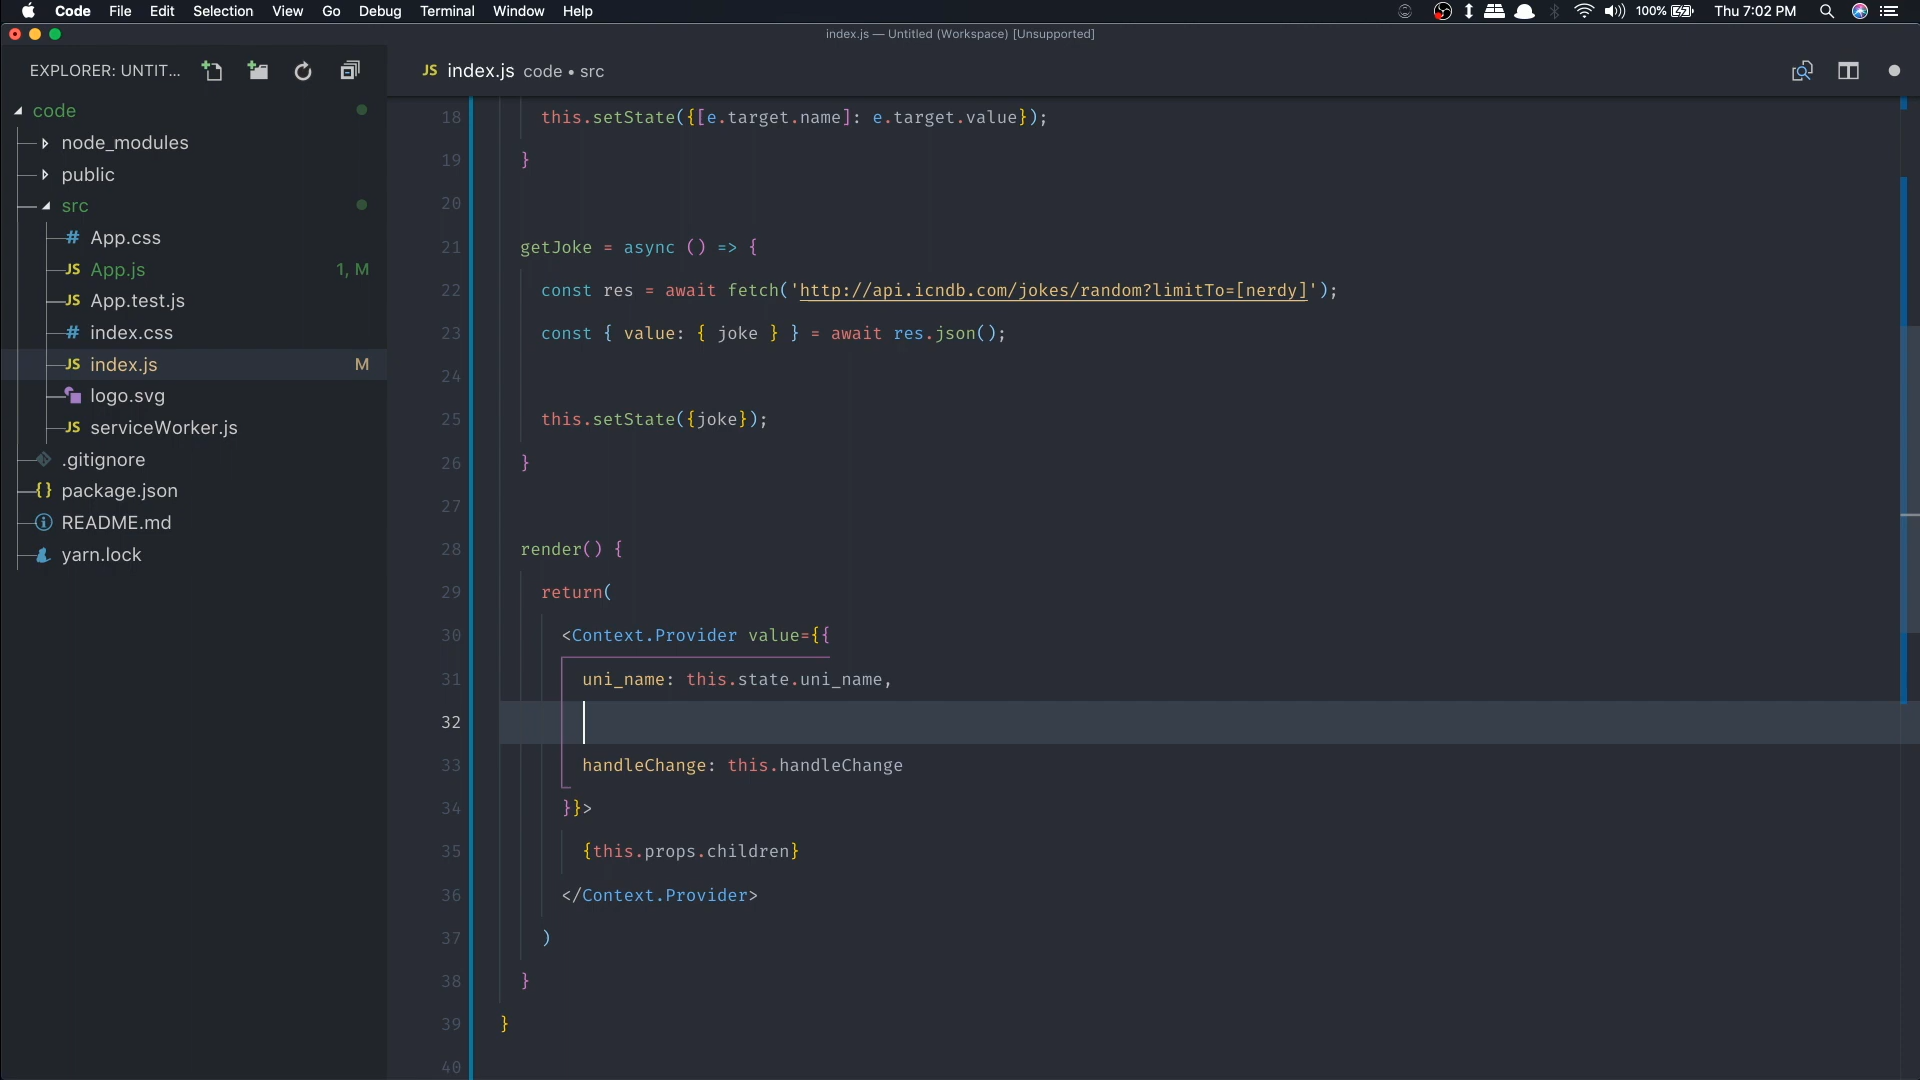 Code File Edit Selection View Go Debug Terminal Window Help 100% Thu 7:02 PM
index.js — Untitled (Workspace) [Unsupported]
EXPLORER: UNTIT...
JS index.js code • src
code
node_modules
public
src
# App.css
JS App.js 1, M
JS App.test.js
# index.css
JS index.js M
logo.svg
JS serviceWorker.js
.gitignore
{} package.json
README.md
yarn.lock
18 this.setState({[e.target.name]: e.target.value});
19 }
20
21 getJoke = async () => {
22 const res = await fetch('http://api.icndb.com/jokes/random?limitTo=[nerdy]');
23 const { value: { joke } } = await res.json();
24
25 this.setState({joke});
26 }
27
28 render() {
29 return(
30 <Context.Provider value={{
31 uni_name: this.state.uni_name,
32
33 handleChange: this.handleChange
34 }}>
35 {this.props.children}
36 </Context.Provider>
37 )
38 }
39 }
40